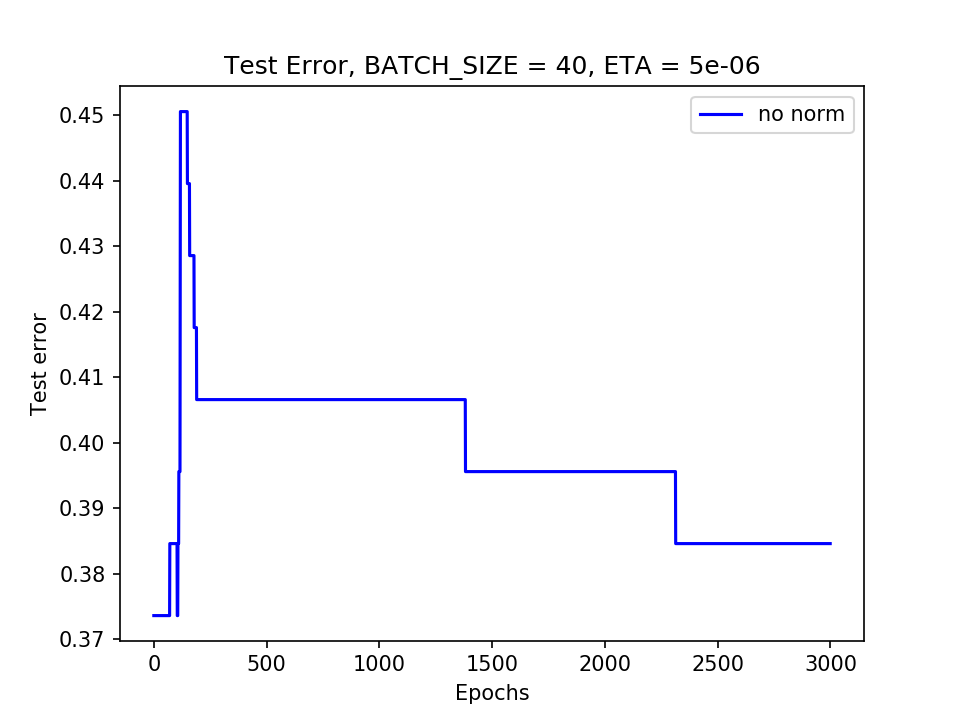 Test Error, BATCH_SIZE = 40, ETA = 5e-06
no norm
0.45
0.44
0.43
0.42
0.41
0.40
0.39
0.38
0.37
Test error
0 500 1000 1500 2000 2500 3000
Epochs